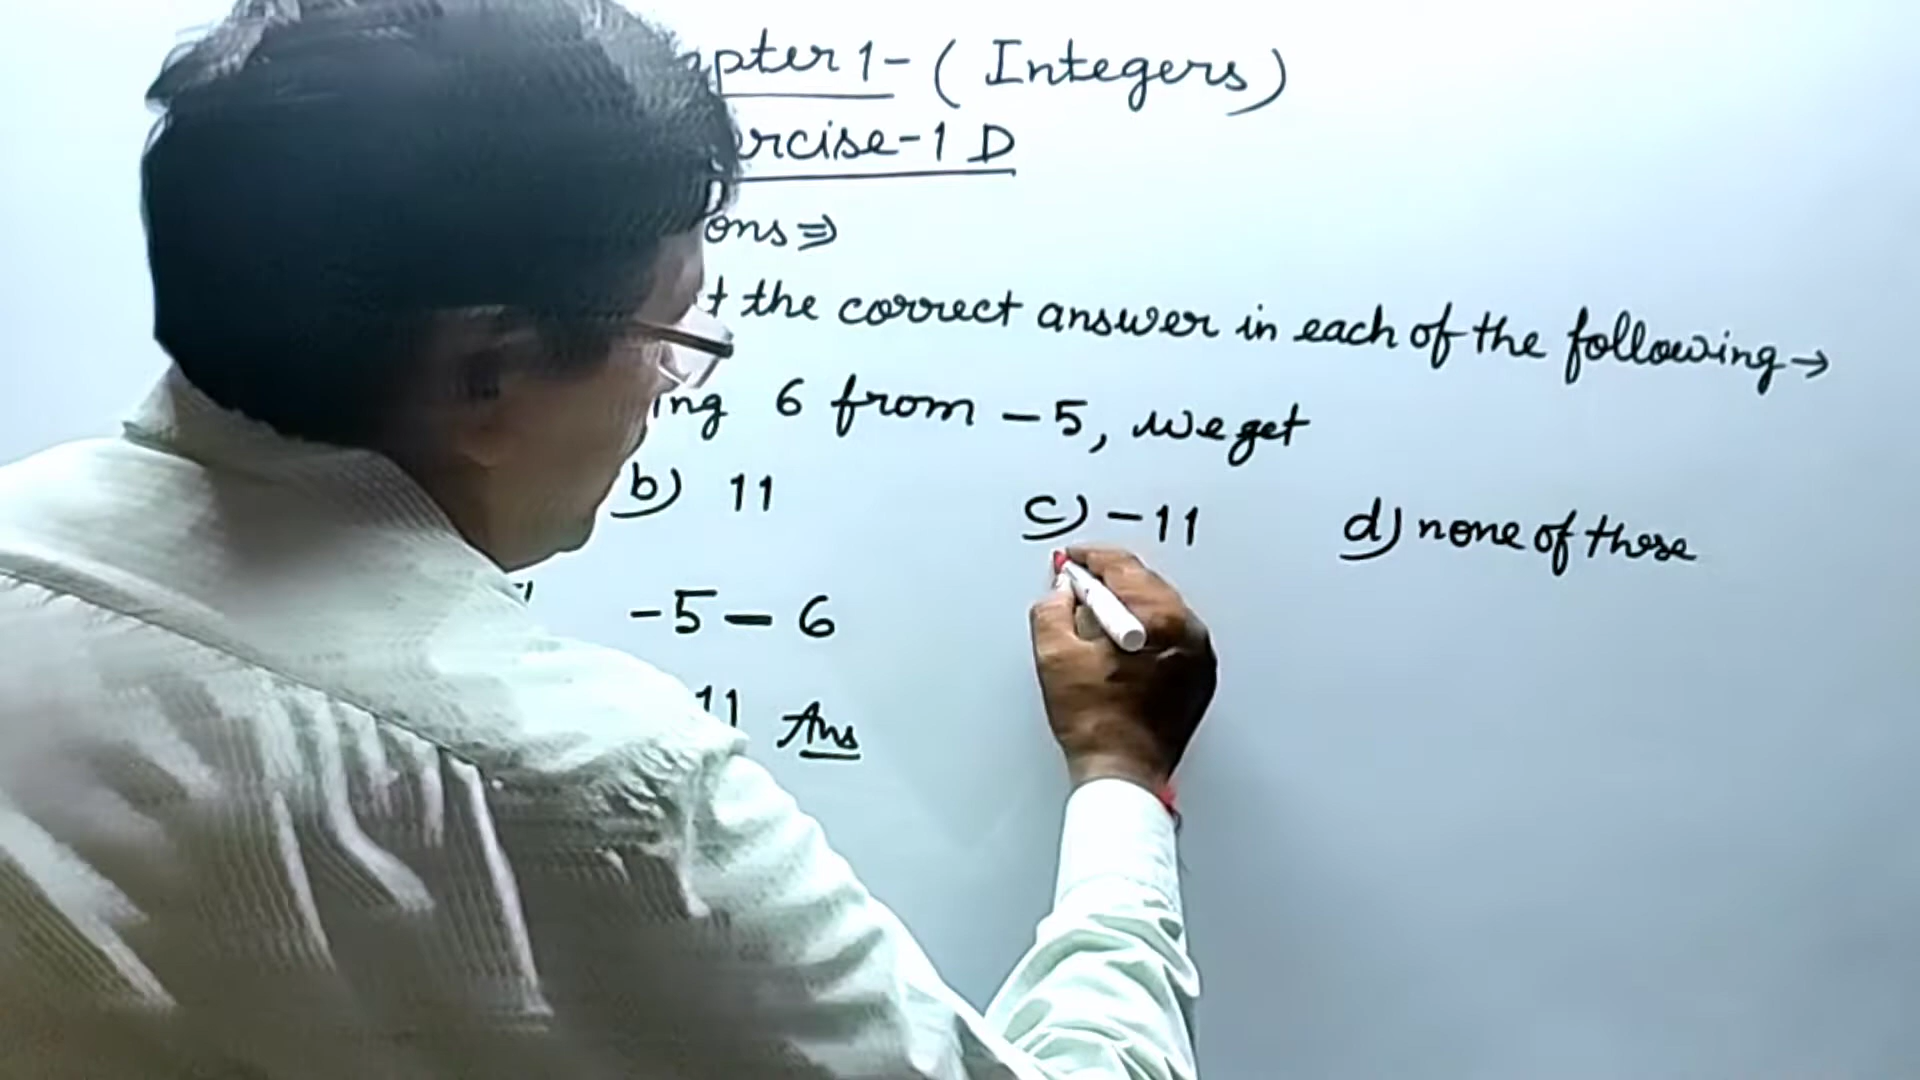 pter 1- (Integers)
ercise-1 D
ons ⇒
t the correct answer in each of the following →
ing 6 from -5, we get
b) 11 c) -11 d) none of these
-5 - 6
11 Ans